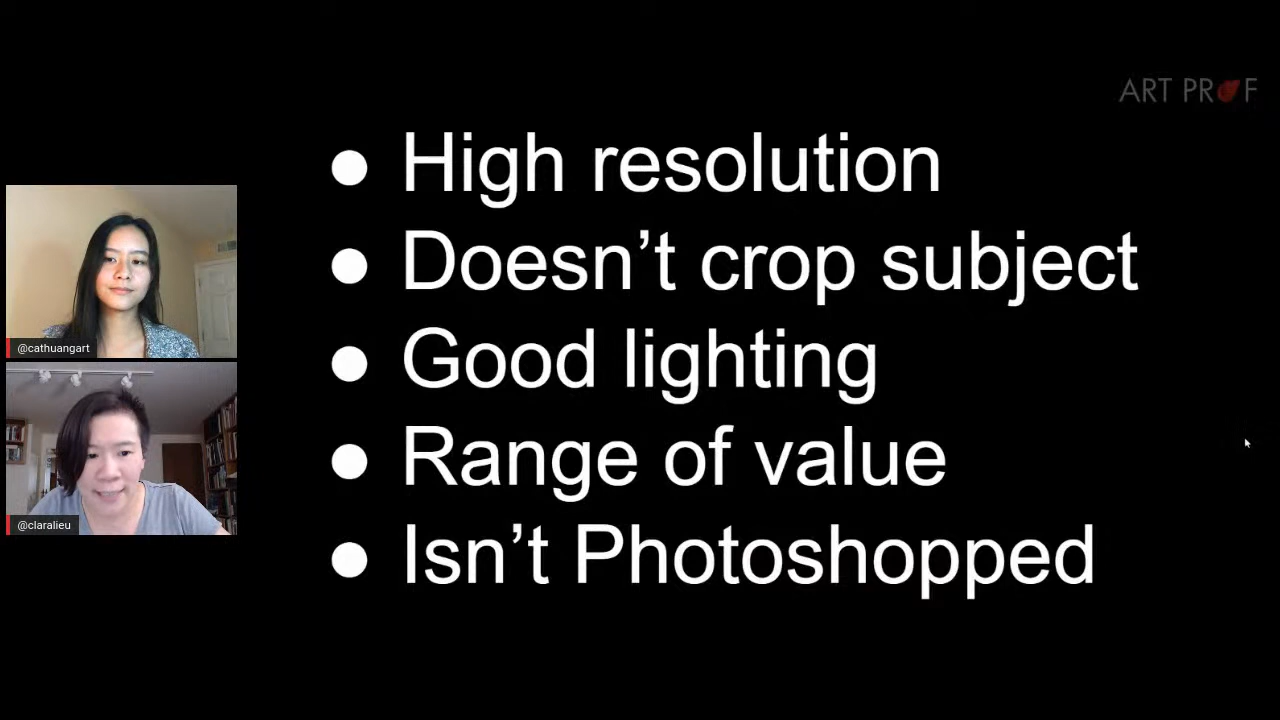 ART PROF
● High resolution
● Doesn’t crop subject
● Good lighting
● Range of value
● Isn’t Photoshopped
@cathuangart
@claralieu